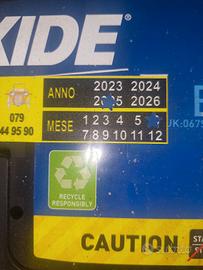 XIDE
ANNO 2023 2024
2025 2026
079
44 95 90
MESE 1 2 3 4 5
7 8 9 10 11 12
UK:067
RECYCLE
RESPONSIBLY
CAUTION